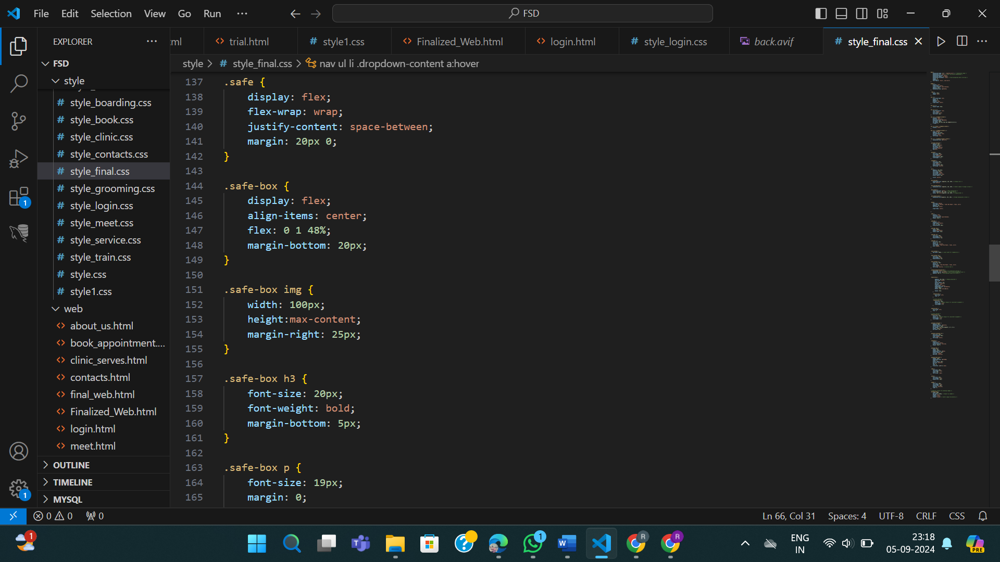 File Edit Selection View Go Run ··· FSD
EXPLORER ···
ml trial.html style1.css Finalized_Web.html login.html style_login.css back.avif style_final.css ···
style > style_final.css > nav ul li .dropdown-content a:hover
FSD
style
style_boarding.css
style_book.css
style_clinic.css
style_contacts.css
style_final.css
style_grooming.css
style_login.css
style_meet.css
style_service.css
style_train.css
style.css
style1.css
web
about_us.html
book_appointment....
clinic_serves.html
contacts.html
final_web.html
Finalized_Web.html
login.html
meet.html
OUTLINE
TIMELINE
MYSQL
1
1
137 .safe {
138     display: flex;
139     flex-wrap: wrap;
140     justify-content: space-between;
141     margin: 20px 0;
142 }
143
144 .safe-box {
145     display: flex;
146     align-items: center;
147     flex: 0 1 48%;
148     margin-bottom: 20px;
149 }
150
151 .safe-box img {
152     width: 100px;
153     height:max-content;
154     margin-right: 25px;
155 }
156
157 .safe-box h3 {
158     font-size: 20px;
159     font-weight: bold;
160     margin-bottom: 5px;
161 }
162
163 .safe-box p {
164     font-size: 19px;
165     margin: 0;
0 0 0 Ln 66, Col 31 Spaces: 4 UTF-8 CRLF CSS
1 T W 1 R R ENG
IN 23:18
05-09-2024 PRE